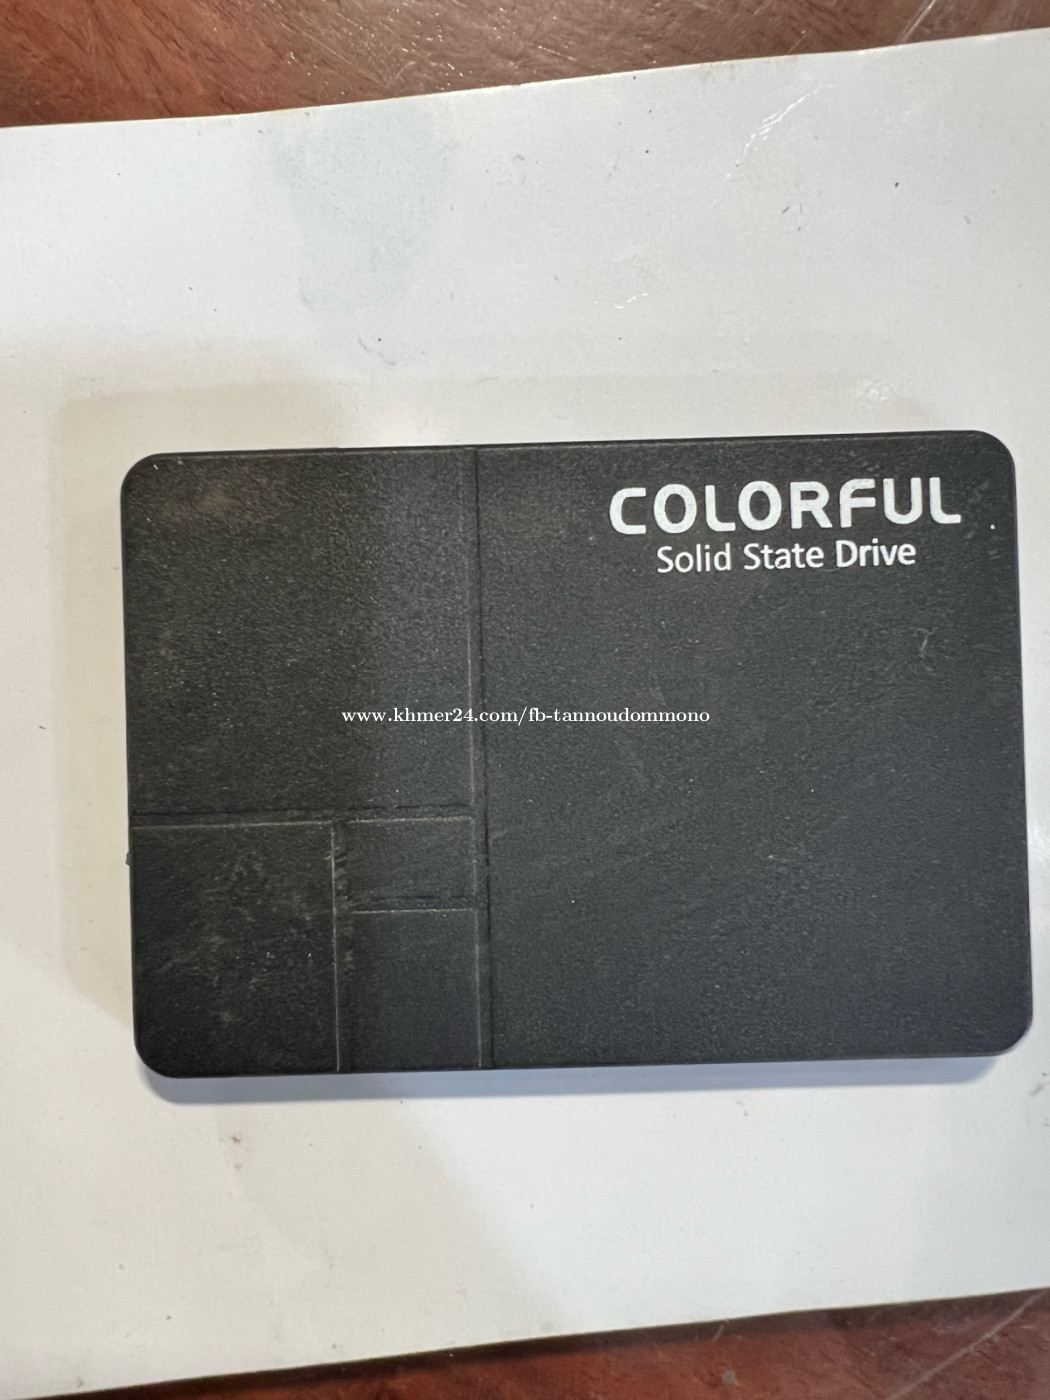 COLORFUL
Solid State Drive
www.khmer24.com/fb-tannoudommono